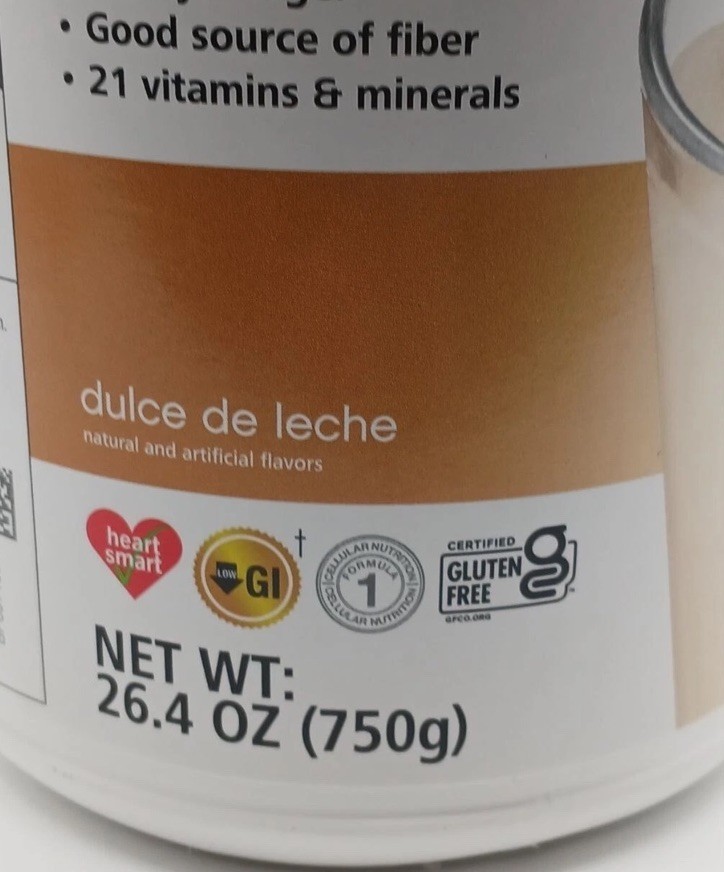 • Good source of fiber
• 21 vitamins & minerals
dulce de leche
natural and artificial flavors
heart
smart
LOW
GI
†
CELLULAR NUTRITION
FORMULA
1
CELLULAR NUTRITION
CERTIFIED
GLUTEN
FREE
GFCO.ORG
NET WT:
26.4 OZ (750g)